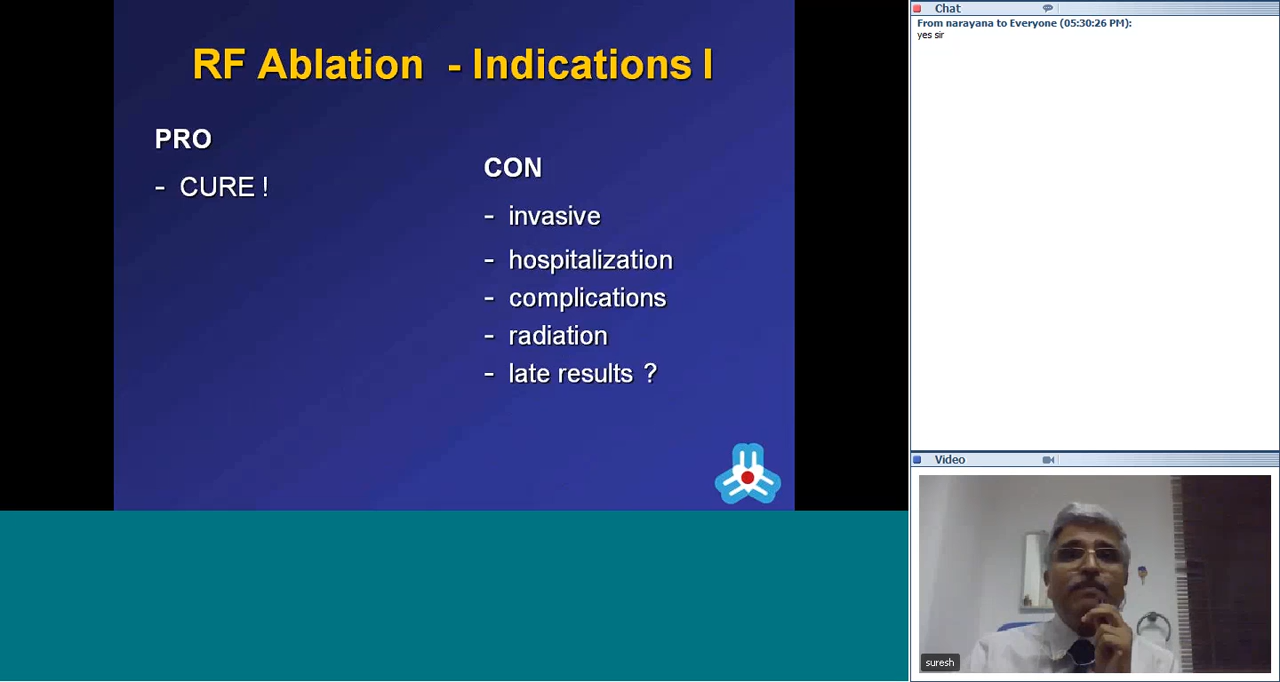 RF Ablation - Indications I
PRO
- CURE !
CON
- invasive
- hospitalization
- complications
- radiation
- late results ?
Chat
From narayana to Everyone (05:30:26 PM):
yes sir
Video
suresh